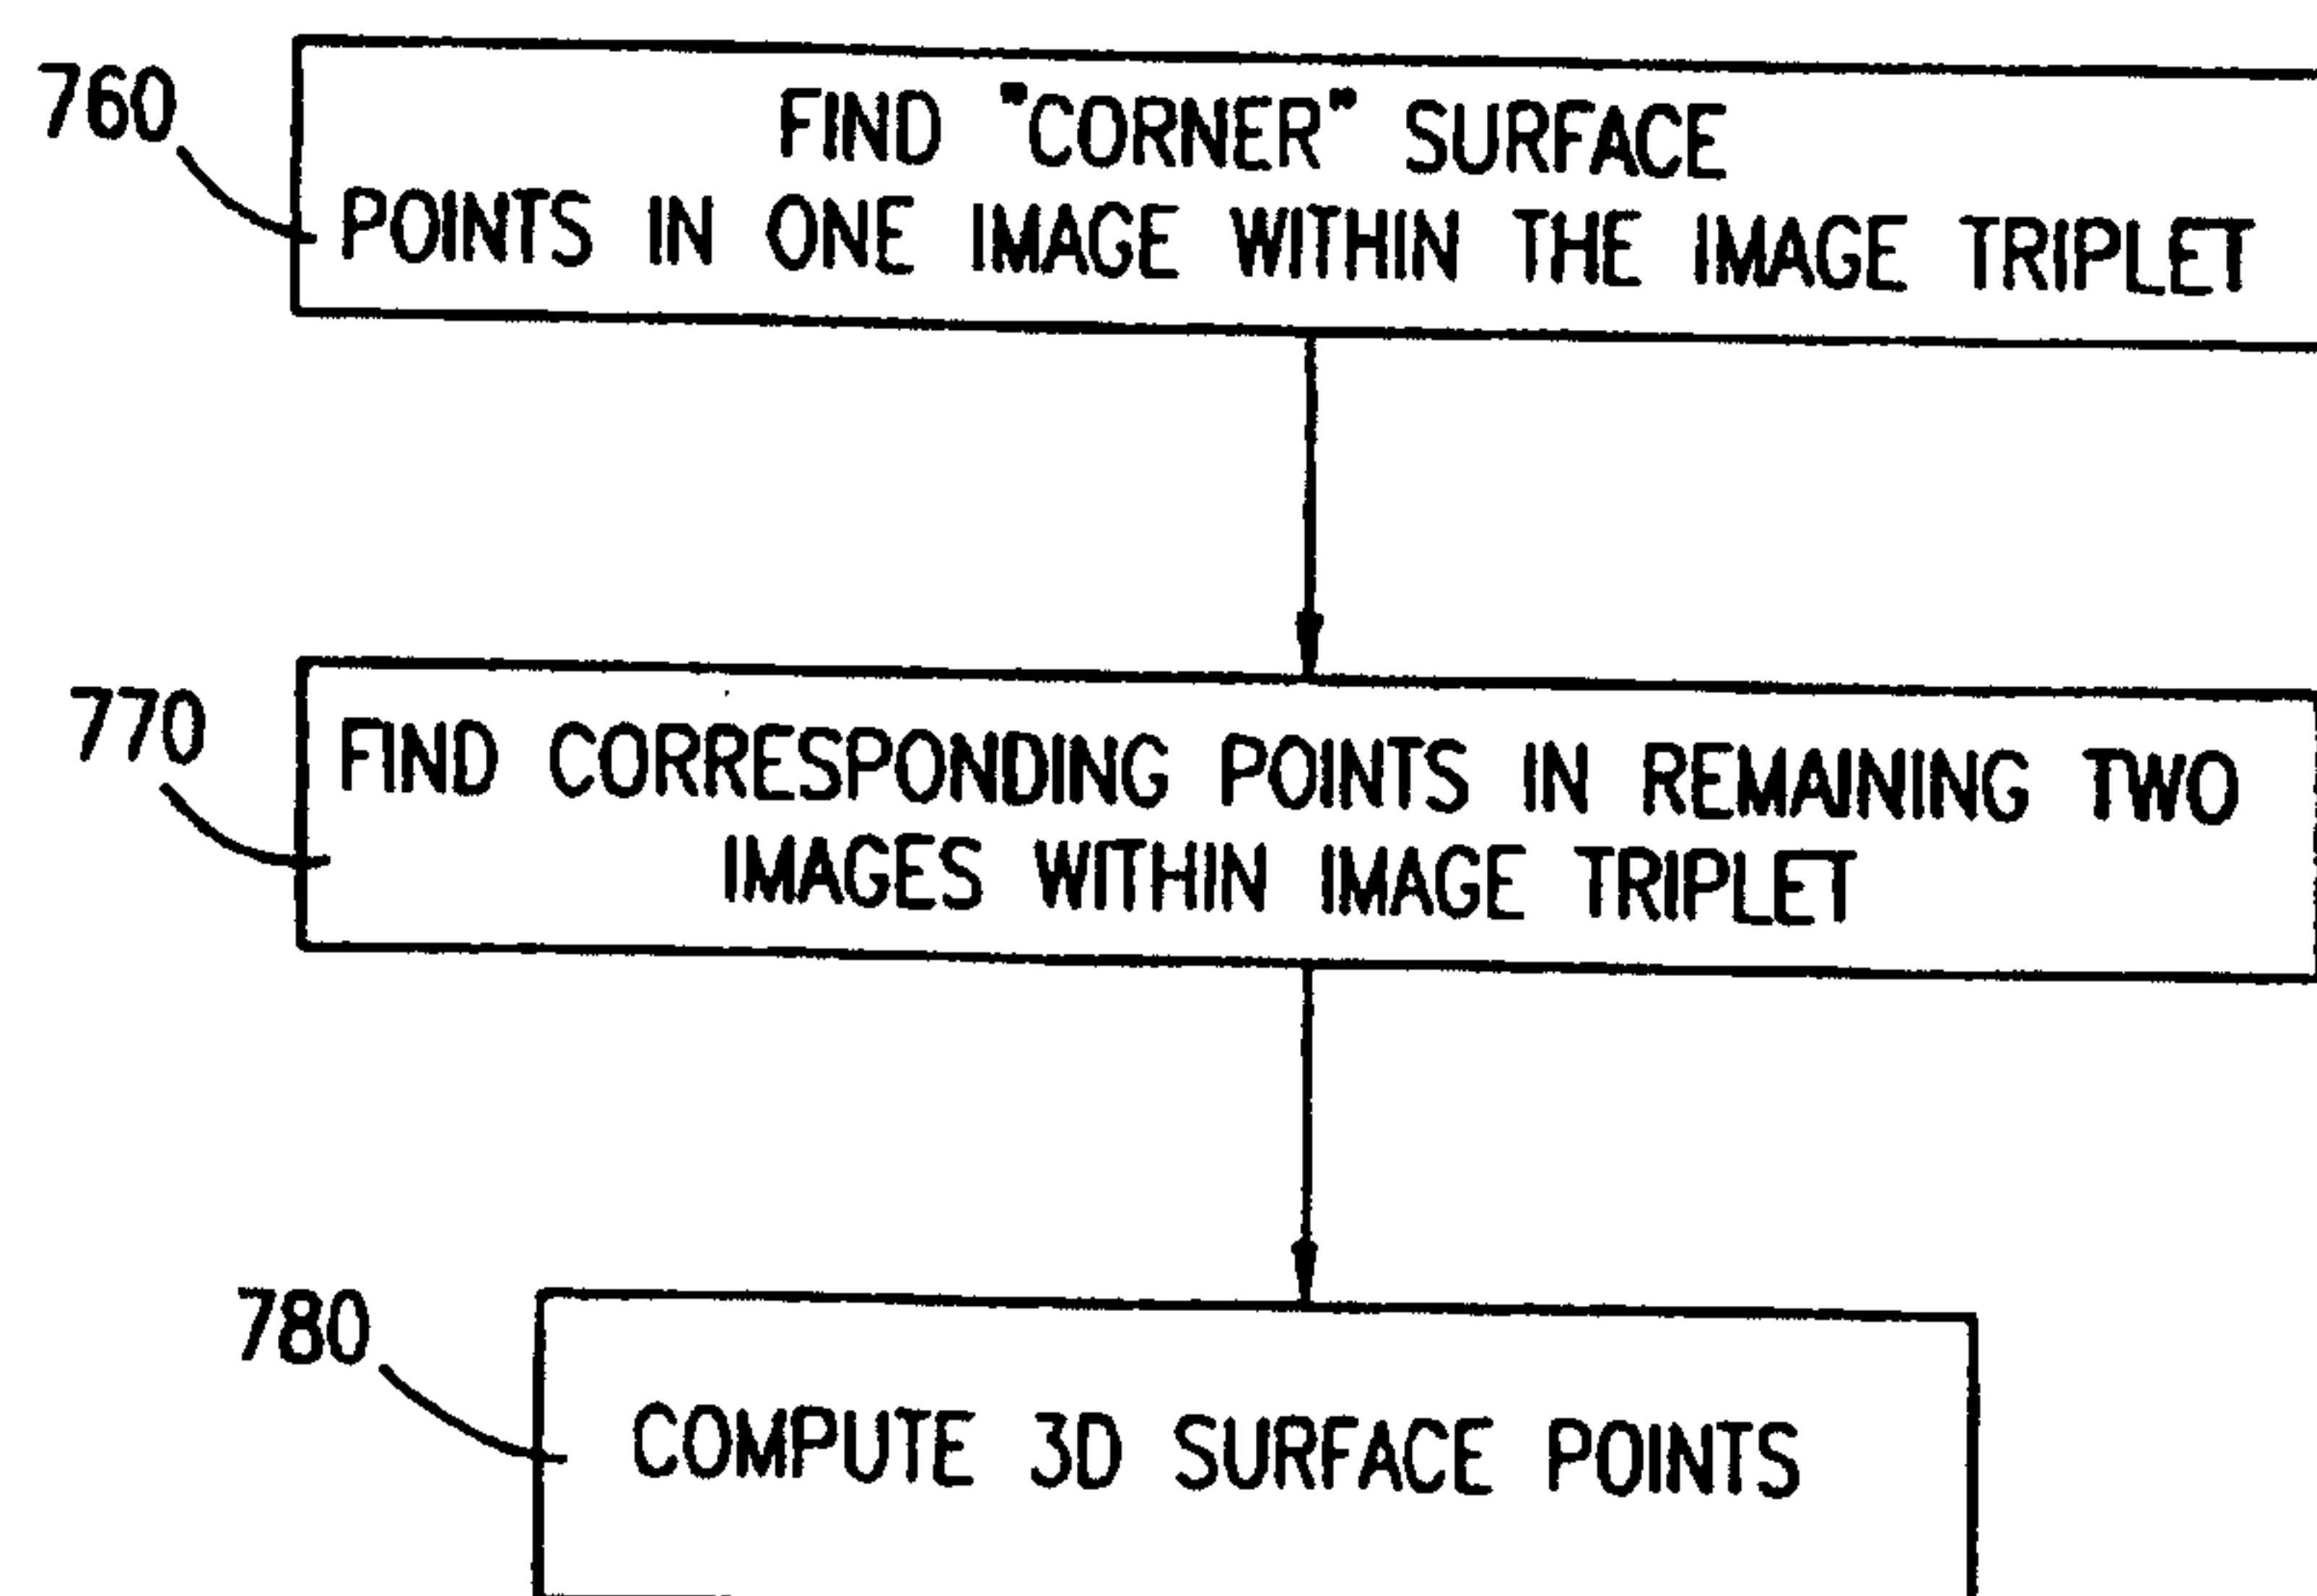 760
FIND "CORNER" SURFACE
POINTS IN ONE IMAGE WITHIN THE IMAGE TRIPLET
770
FIND CORRESPONDING POINTS IN REMAINING TWO
IMAGES WITHIN IMAGE TRIPLET
780
COMPUTE 3D SURFACE POINTS